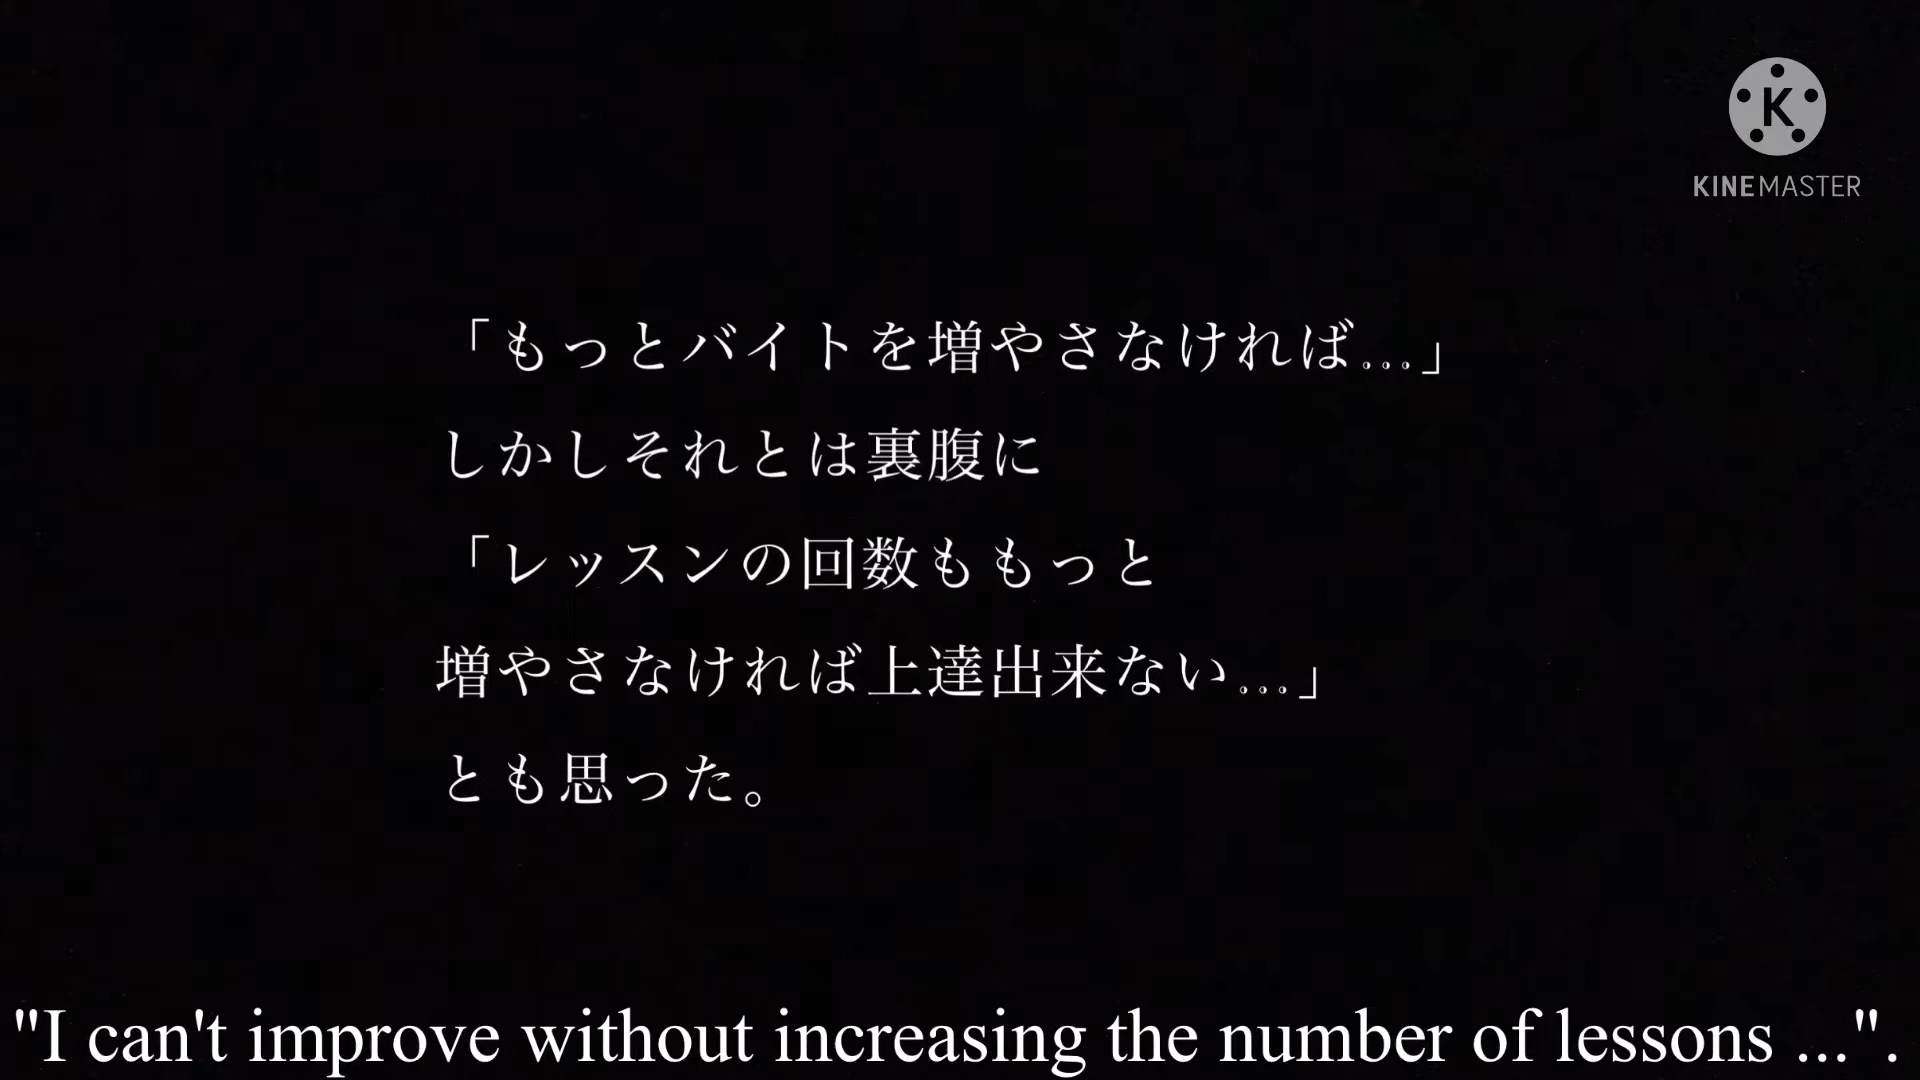 K
KINEMASTER
「もっとバイトを増やさなければ...」
しかしそれとは裏腹に
「レッスンの回数ももっと
増やさなければ上達出来ない...」
とも思った。
"I can't improve without increasing the number of lessons ...".